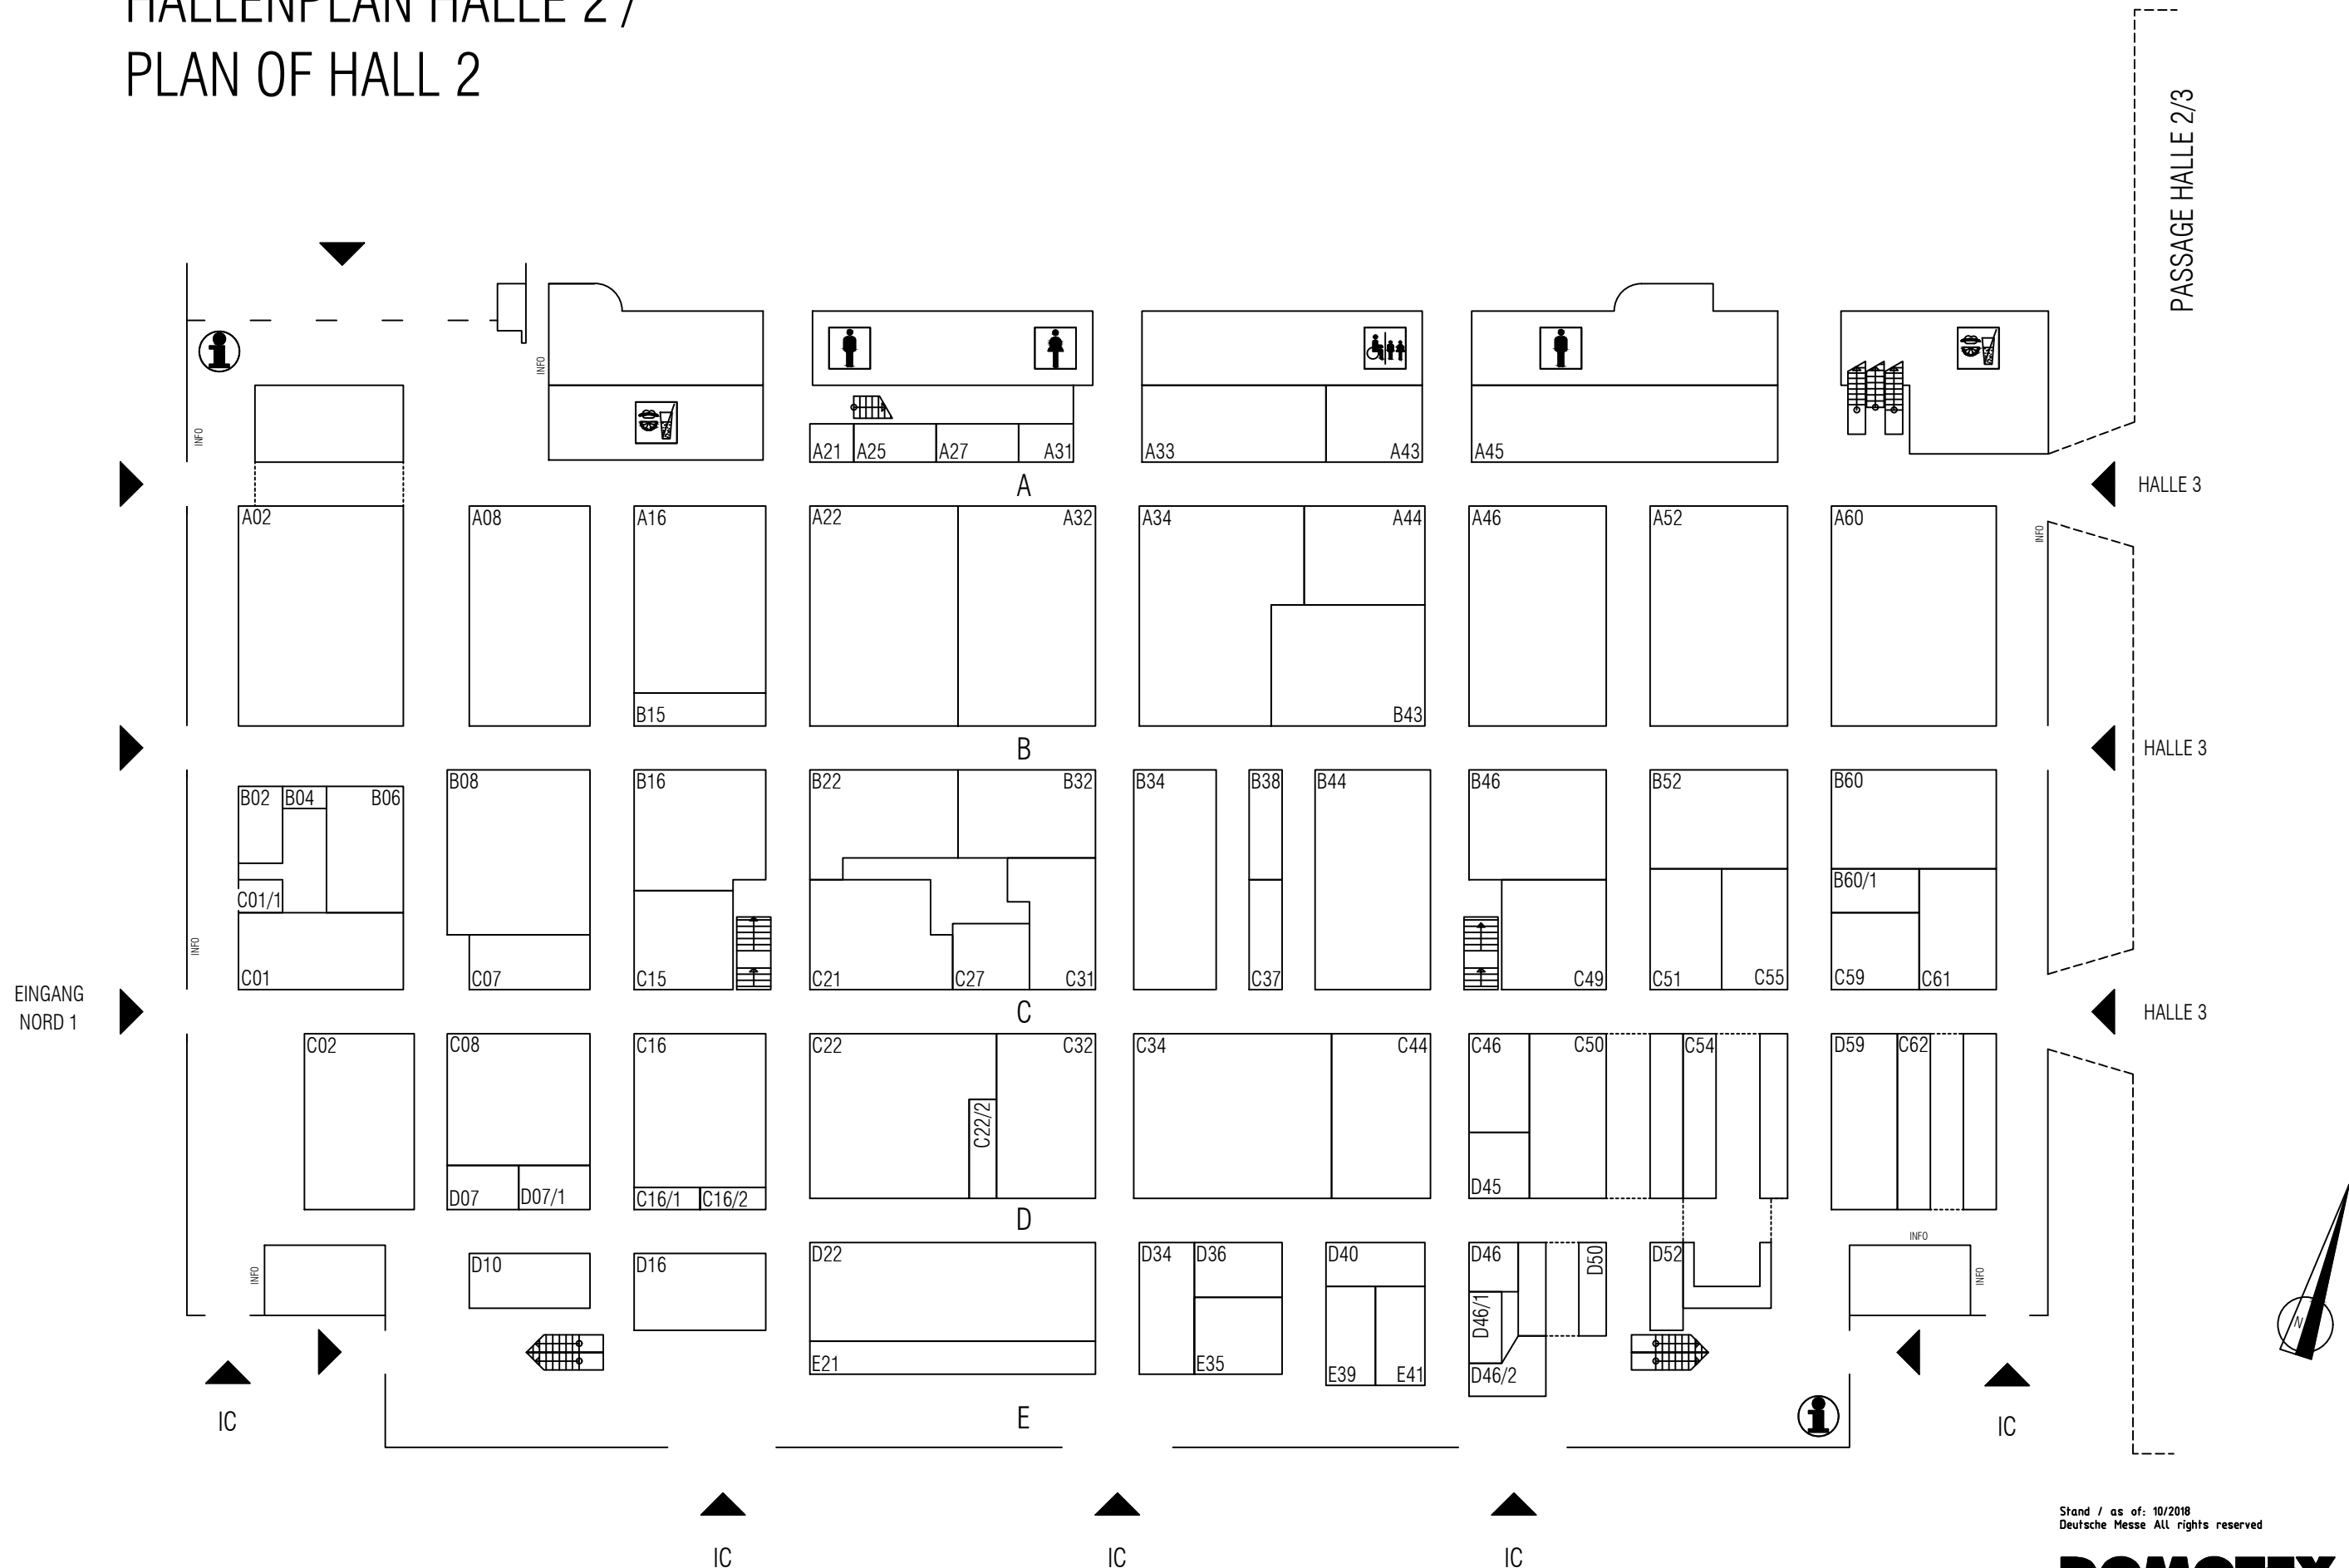 HALLENPLAN HALLE 2 /
PLAN OF HALL 2
PASSAGE HALLE 2/3
INFO
INFO
A21
A25
A27
A31
A33
A43
A45
A
HALLE 3
A02
A08
A16
A22
A32
A34
A44
A46
A52
A60
INFO
B15
B43
B
HALLE 3
B02
B04
B06
B08
B16
B22
B32
B34
B38
B44
B46
B52
B60
B60/1
C01/1
INFO
C01
C07
C15
C21
C27
C31
C37
C49
C51
C55
C59
C61
EINGANG
NORD 1
C
HALLE 3
C02
C08
C16
C22
C32
C34
C44
C46
C50
C54
D59
C62
C22/2
D07
D07/1
C16/1
C16/2
D45
D
INFO
INFO
INFO
D10
D16
D22
D34
D36
D40
D46
D50
D52
D46/1
E21
E35
E39
E41
D46/2
N
IC
E
IC
IC
IC
IC
Stand / as of: 10/2018
Deutsche Messe All rights reserved
DOMOTEX